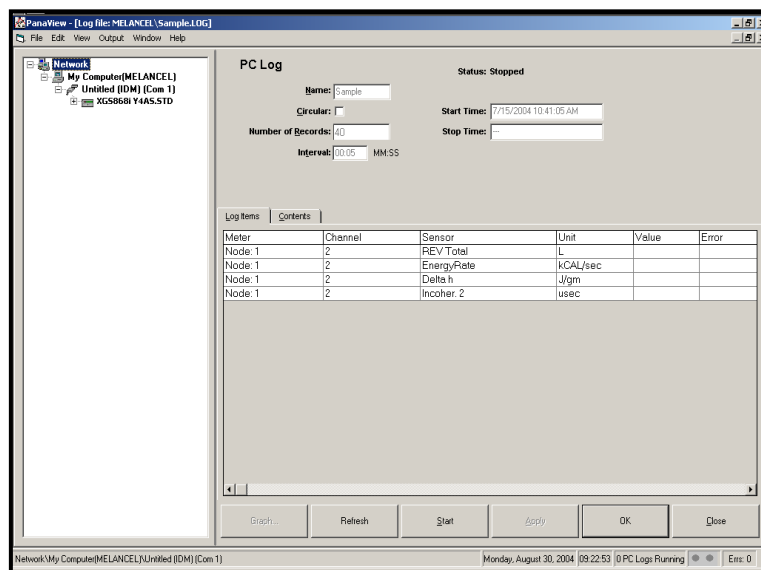 PanaView - [Log file: MELANCEL\Sample.LOG]
File Edit View Output Window Help
Network
My Computer(MELANCEL)
Untitled (IDM) (Com 1)
XGS868i Y4AS.STD
PC Log
Status: Stopped
Name: Sample
Circular:
Start Time: 7/15/2004 10:41:05 AM
Number of Records: 40
Stop Time: ---
Interval: 00:05 MM:SS
Log Items Contents
Meter Channel Sensor Unit Value Error
Node: 1 2 REV Total L
Node: 1 2 EnergyRate kCAL/sec
Node: 1 2 Delta h J/gm
Node: 1 2 Incoher. 2 usec
Graph... Refresh Start Apply OK Close
Network\My Computer(MELANCEL)\Untitled (IDM) (Com 1) Monday, August 30, 2004 09:22:53 0 PC Logs Running Errs: 0